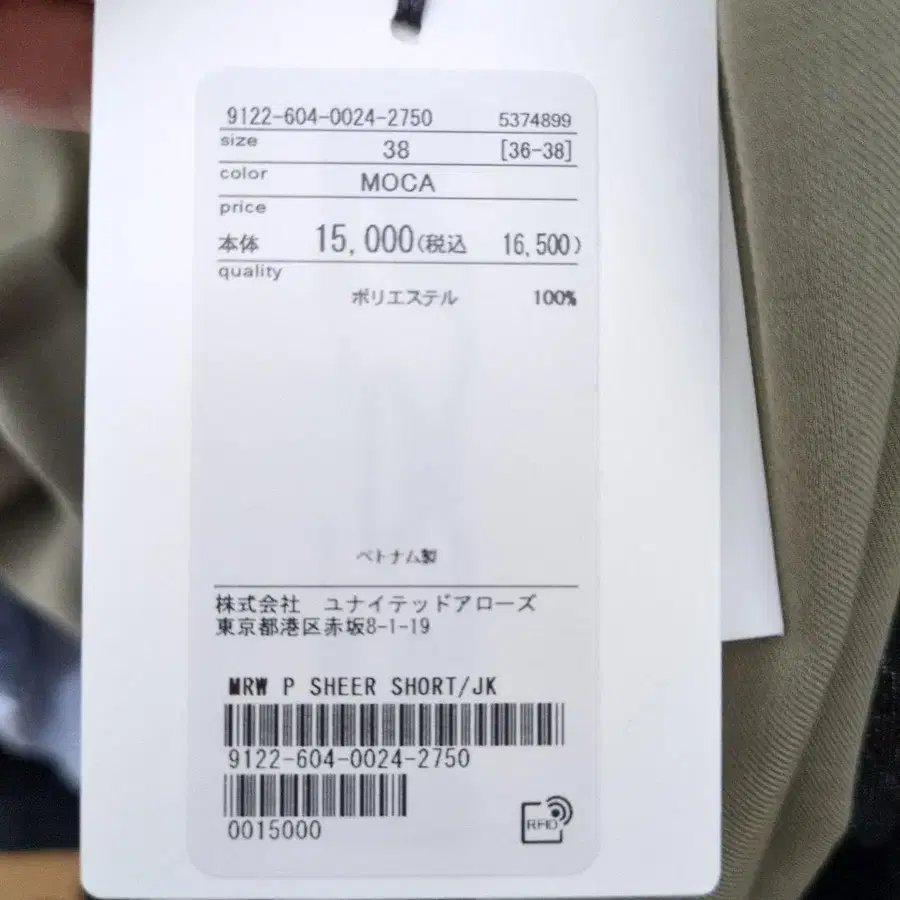 9122-604-0024-2750 5374899
size 38 [36-38]
color MOCA
price
本体 15,000(税込 16,500)
quality
ポリエステル 100%
ベトナム製
株式会社 ユナイテッドアローズ
東京都港区赤坂8-1-19
MRW P SHEER SHORT/JK
9122-604-0024-2750
0015000
RFID